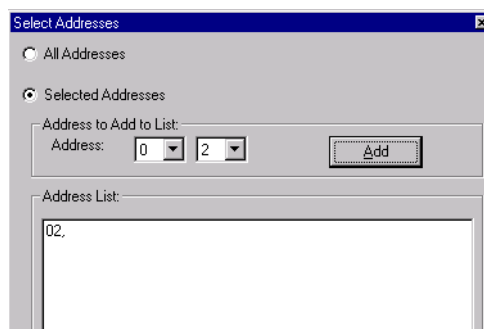 Select Addresses
All Addresses
Selected Addresses
Address to Add to List:
Address: 0 2 Add
Address List:
02,